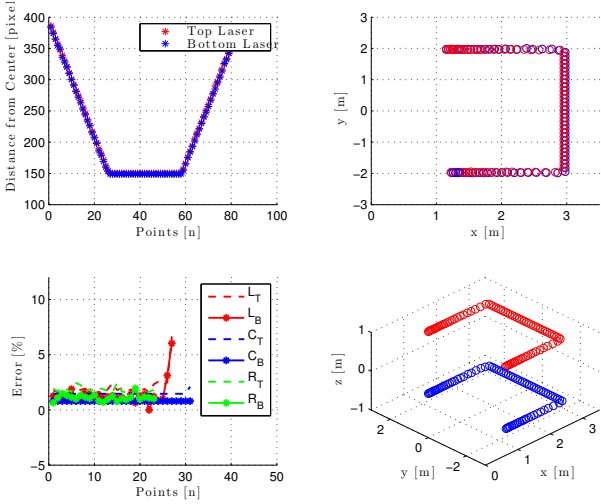 Distance from Center [pixel]
400
350
300
250
200
150
100
0
20
40
60
80
100
Points [n]
Top Laser
Bottom Laser
y [m]
3
2
1
0
−1
−2
−3
0
1
2
3
x [m]
Error [%]
10
5
0
−5
0
10
20
30
40
50
Points [n]
L_T
L_B
C_T
C_B
R_T
R_B
z [m]
1
0
−1
2
0
−2
y [m]
0
1
2
3
x [m]